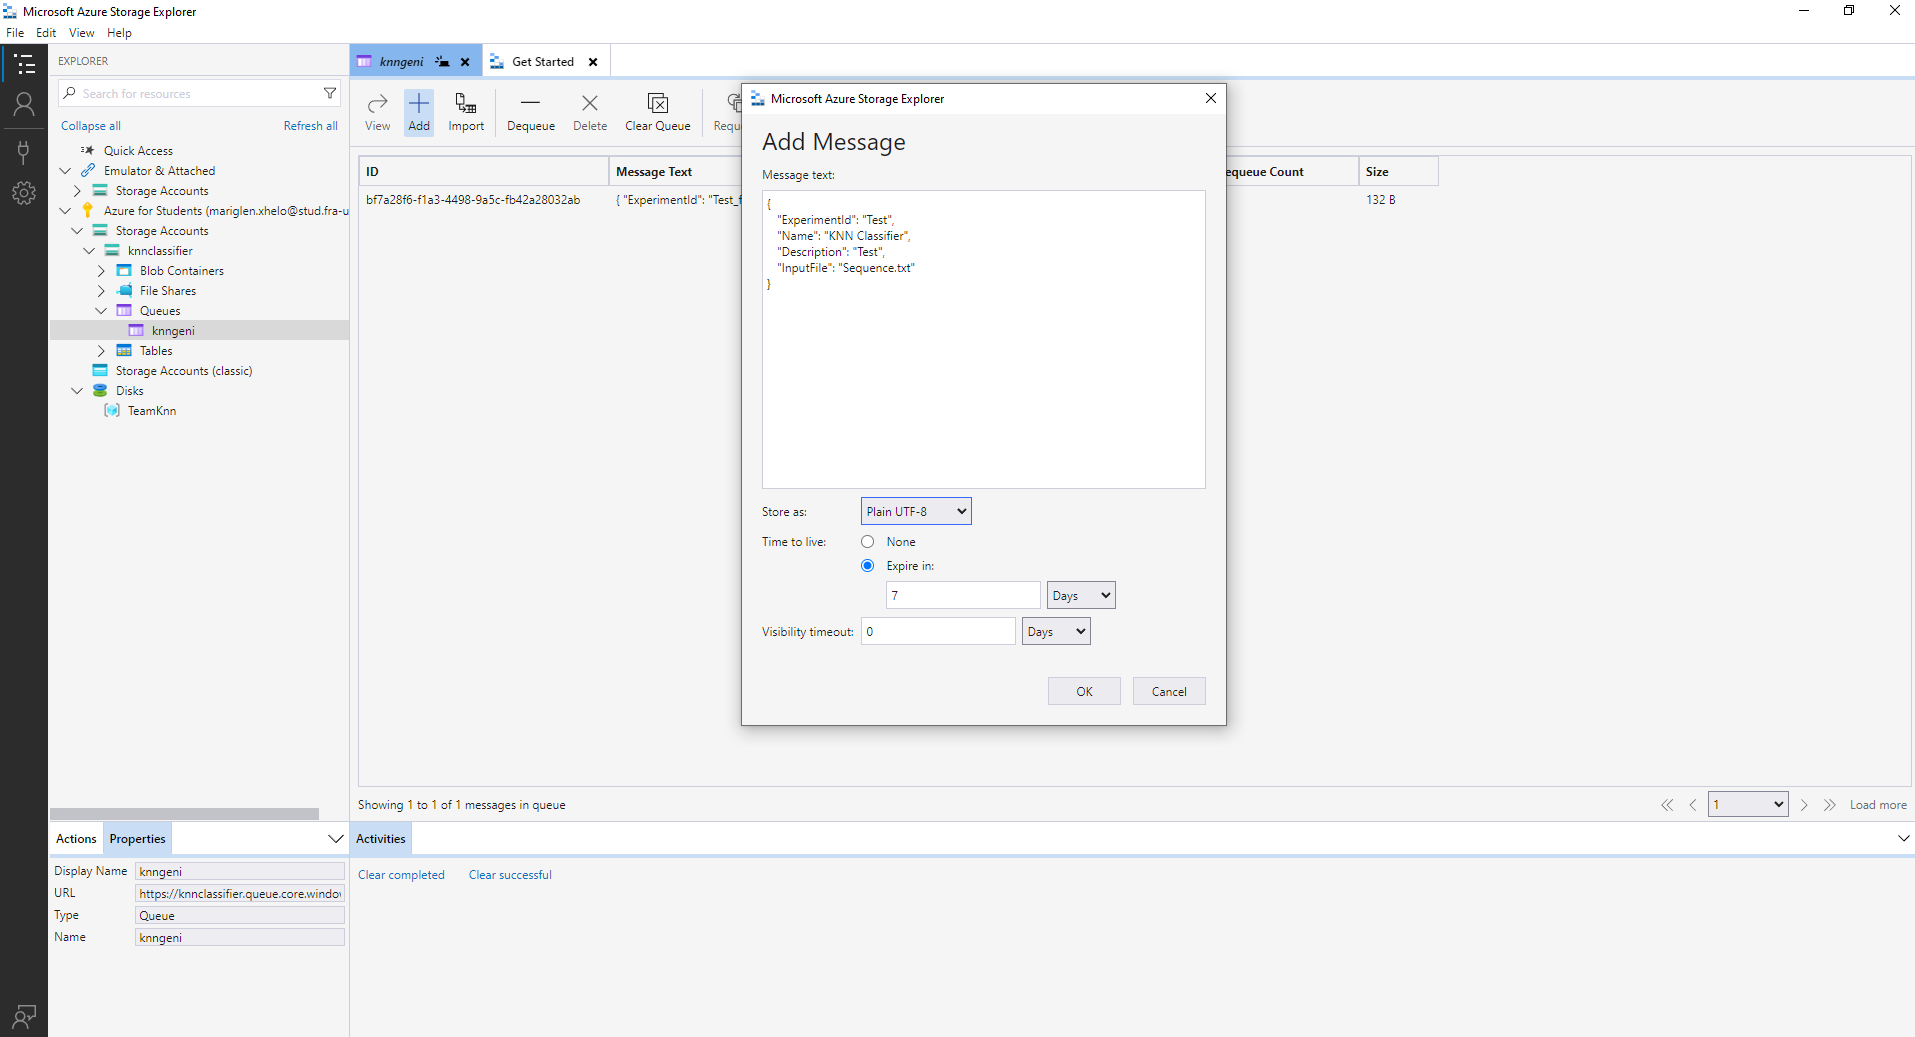 Microsoft Azure Storage Explorer
File Edit View Help
EXPLORER
Search for resources
Collapse all Refresh all
Quick Access
Emulator & Attached
Storage Accounts
Azure for Students (mariglen.xhelo@stud.fra-u
Storage Accounts
knnclassifier
Blob Containers
File Shares
Queues
knngeni
Tables
Storage Accounts (classic)
Disks
TeamKnn
Actions Properties
Display Name knngeni
URL https://knnclassifier.queue.core.window
Type Queue
Name knngeni
knngeni Get Started
View Add Import Dequeue Delete Clear Queue Reque
ID Message Text equeue Count Size
bf7a28f6-f1a3-4498-9a5c-fb42a28032ab { "ExperimentId": "Test_f 132 B
Microsoft Azure Storage Explorer
Add Message
Message text:
{
"ExperimentId": "Test",
"Name": "KNN Classifier",
"Description": "Test",
"InputFile": "Sequence.txt"
}
Store as: Plain UTF-8
Time to live: None
Expire in:
7 Days
Visibility timeout: 0 Days
OK Cancel
Showing 1 to 1 of 1 messages in queue
1 Load more
Activities
Clear completed Clear successful